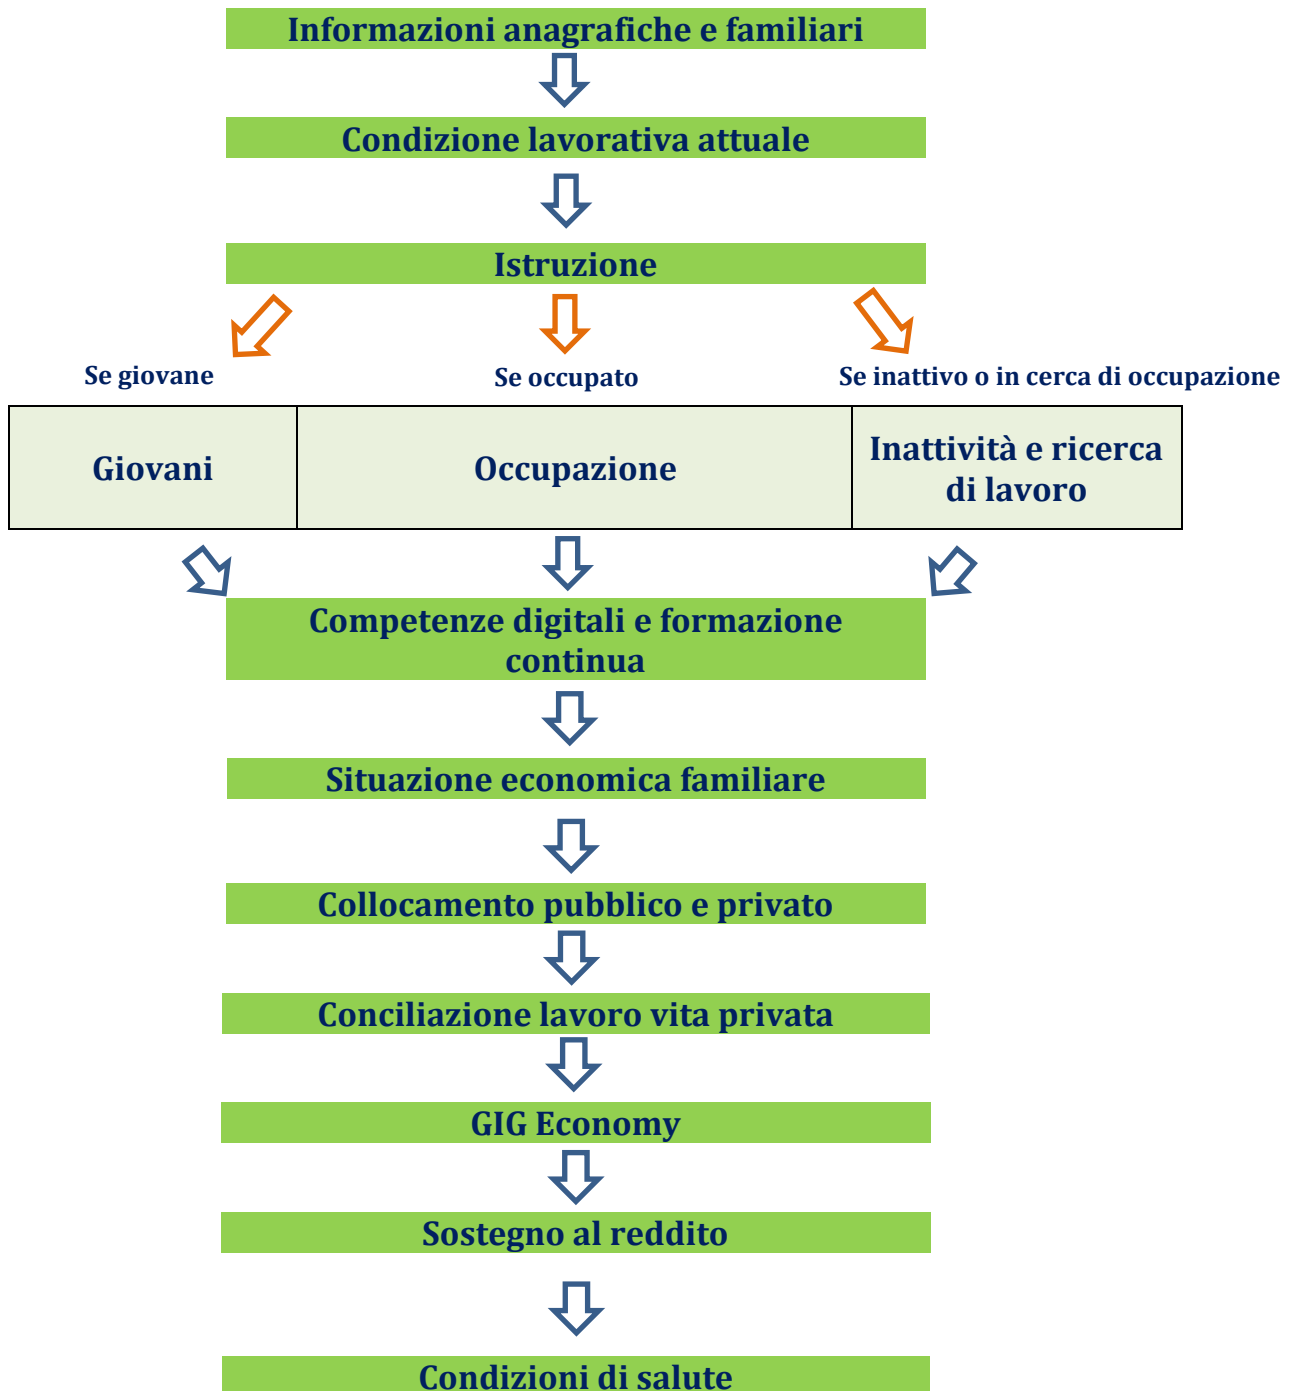 Informazioni anagrafiche e familiari
Condizione lavorativa attuale
Istruzione
Se giovane
Se occupato
Se inattivo o in cerca di occupazione
Giovani
Occupazione
Inattività e ricerca
di lavoro
Competenze digitali e formazione
continua
Situazione economica familiare
Collocamento pubblico e privato
Conciliazione lavoro vita privata
GIG Economy
Sostegno al reddito
Condizioni di salute